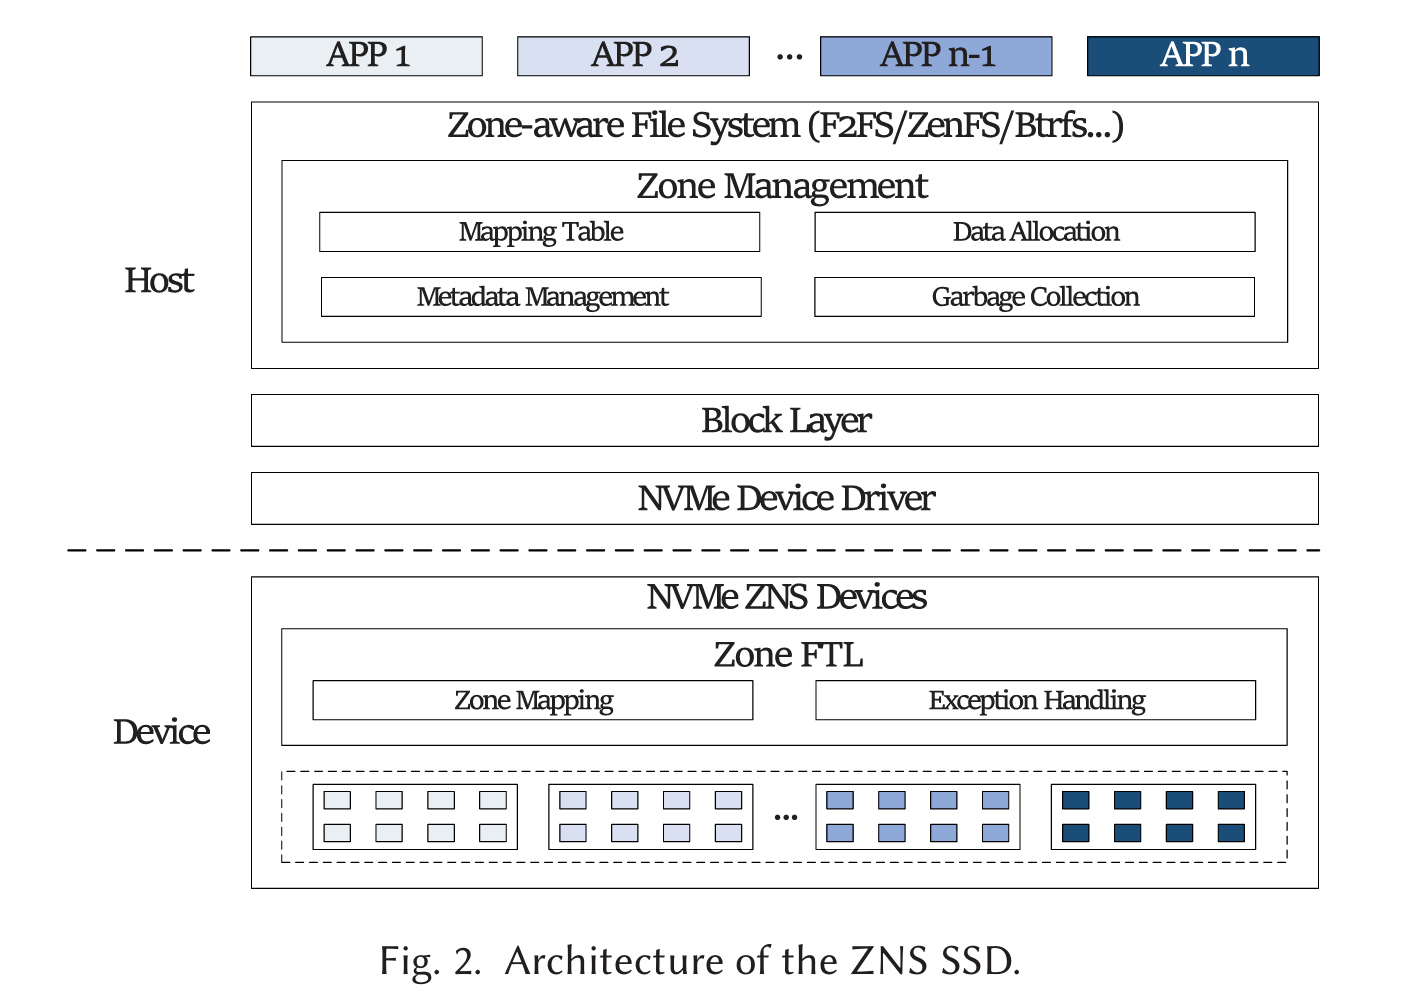 APP 1 APP 2 ... APP n-1 APP n
Zone-aware File System (F2FS/ZenFS/Btrfs...)
Zone Management
Mapping Table Data Allocation
Host
Metadata Management Garbage Collection
Block Layer
NVMe Device Driver
NVMe ZNS Devices
Zone FTL
Zone Mapping Exception Handling
Device
...
Fig. 2. Architecture of the ZNS SSD.